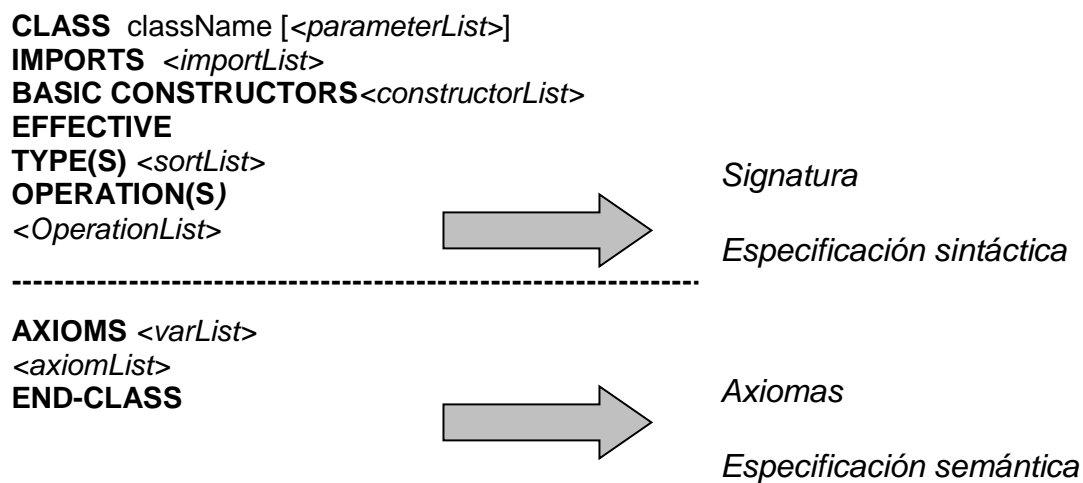 CLASS className [<parameterList>]
IMPORTS <importList>
BASIC CONSTRUCTORS<constructorList>
EFFECTIVE
TYPE(S) <sortList>
OPERATION(S)
<OperationList>
Signatura
Especificación sintáctica
-----------------------------------------------------------------
AXIOMS <varList>
<axiomList>
END-CLASS
Axiomas
Especificación semántica